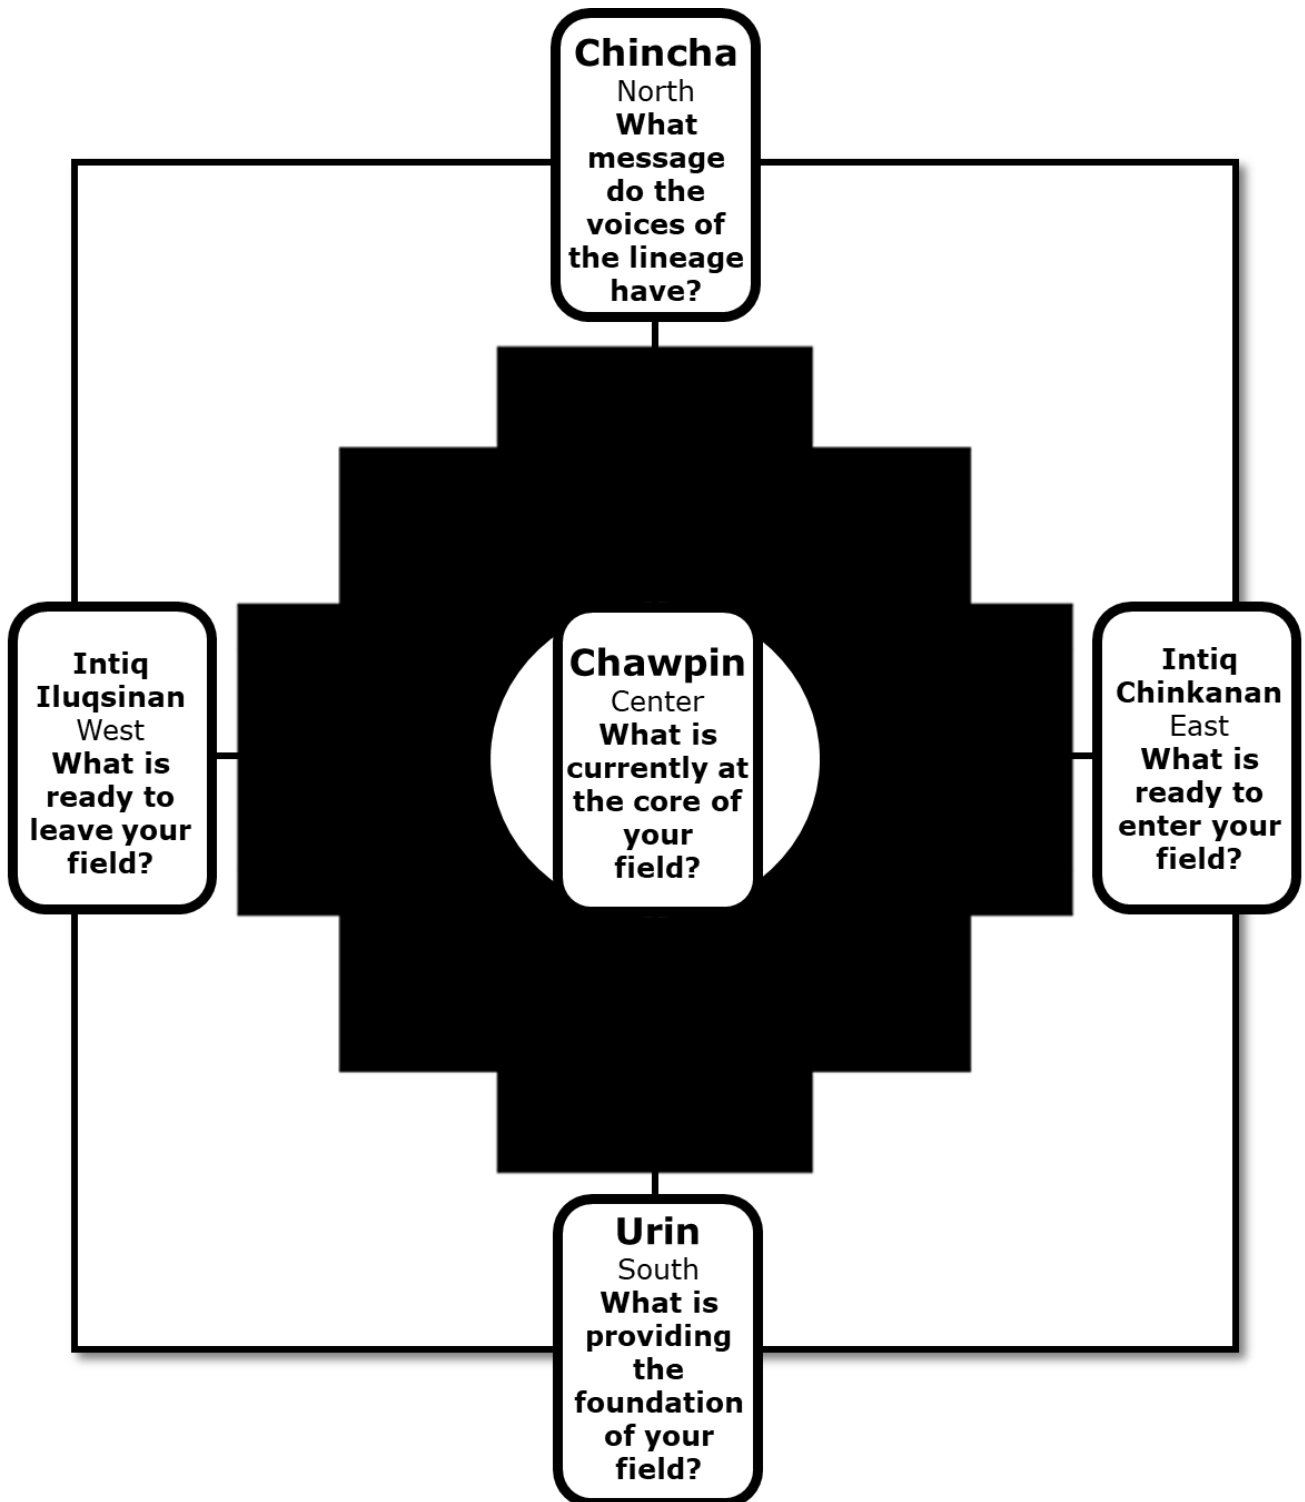 Chincha
North
What
message
do the
voices of
the lineage
have?
Intiq
Iluqsinan
West
What is
ready to
leave your
field?
Chawpin
Center
What is
currently at
the core of
your
field?
Intiq
Chinkanan
East
What is
ready to
enter your
field?
Urin
South
What is
providing
the
foundation
of your
field?